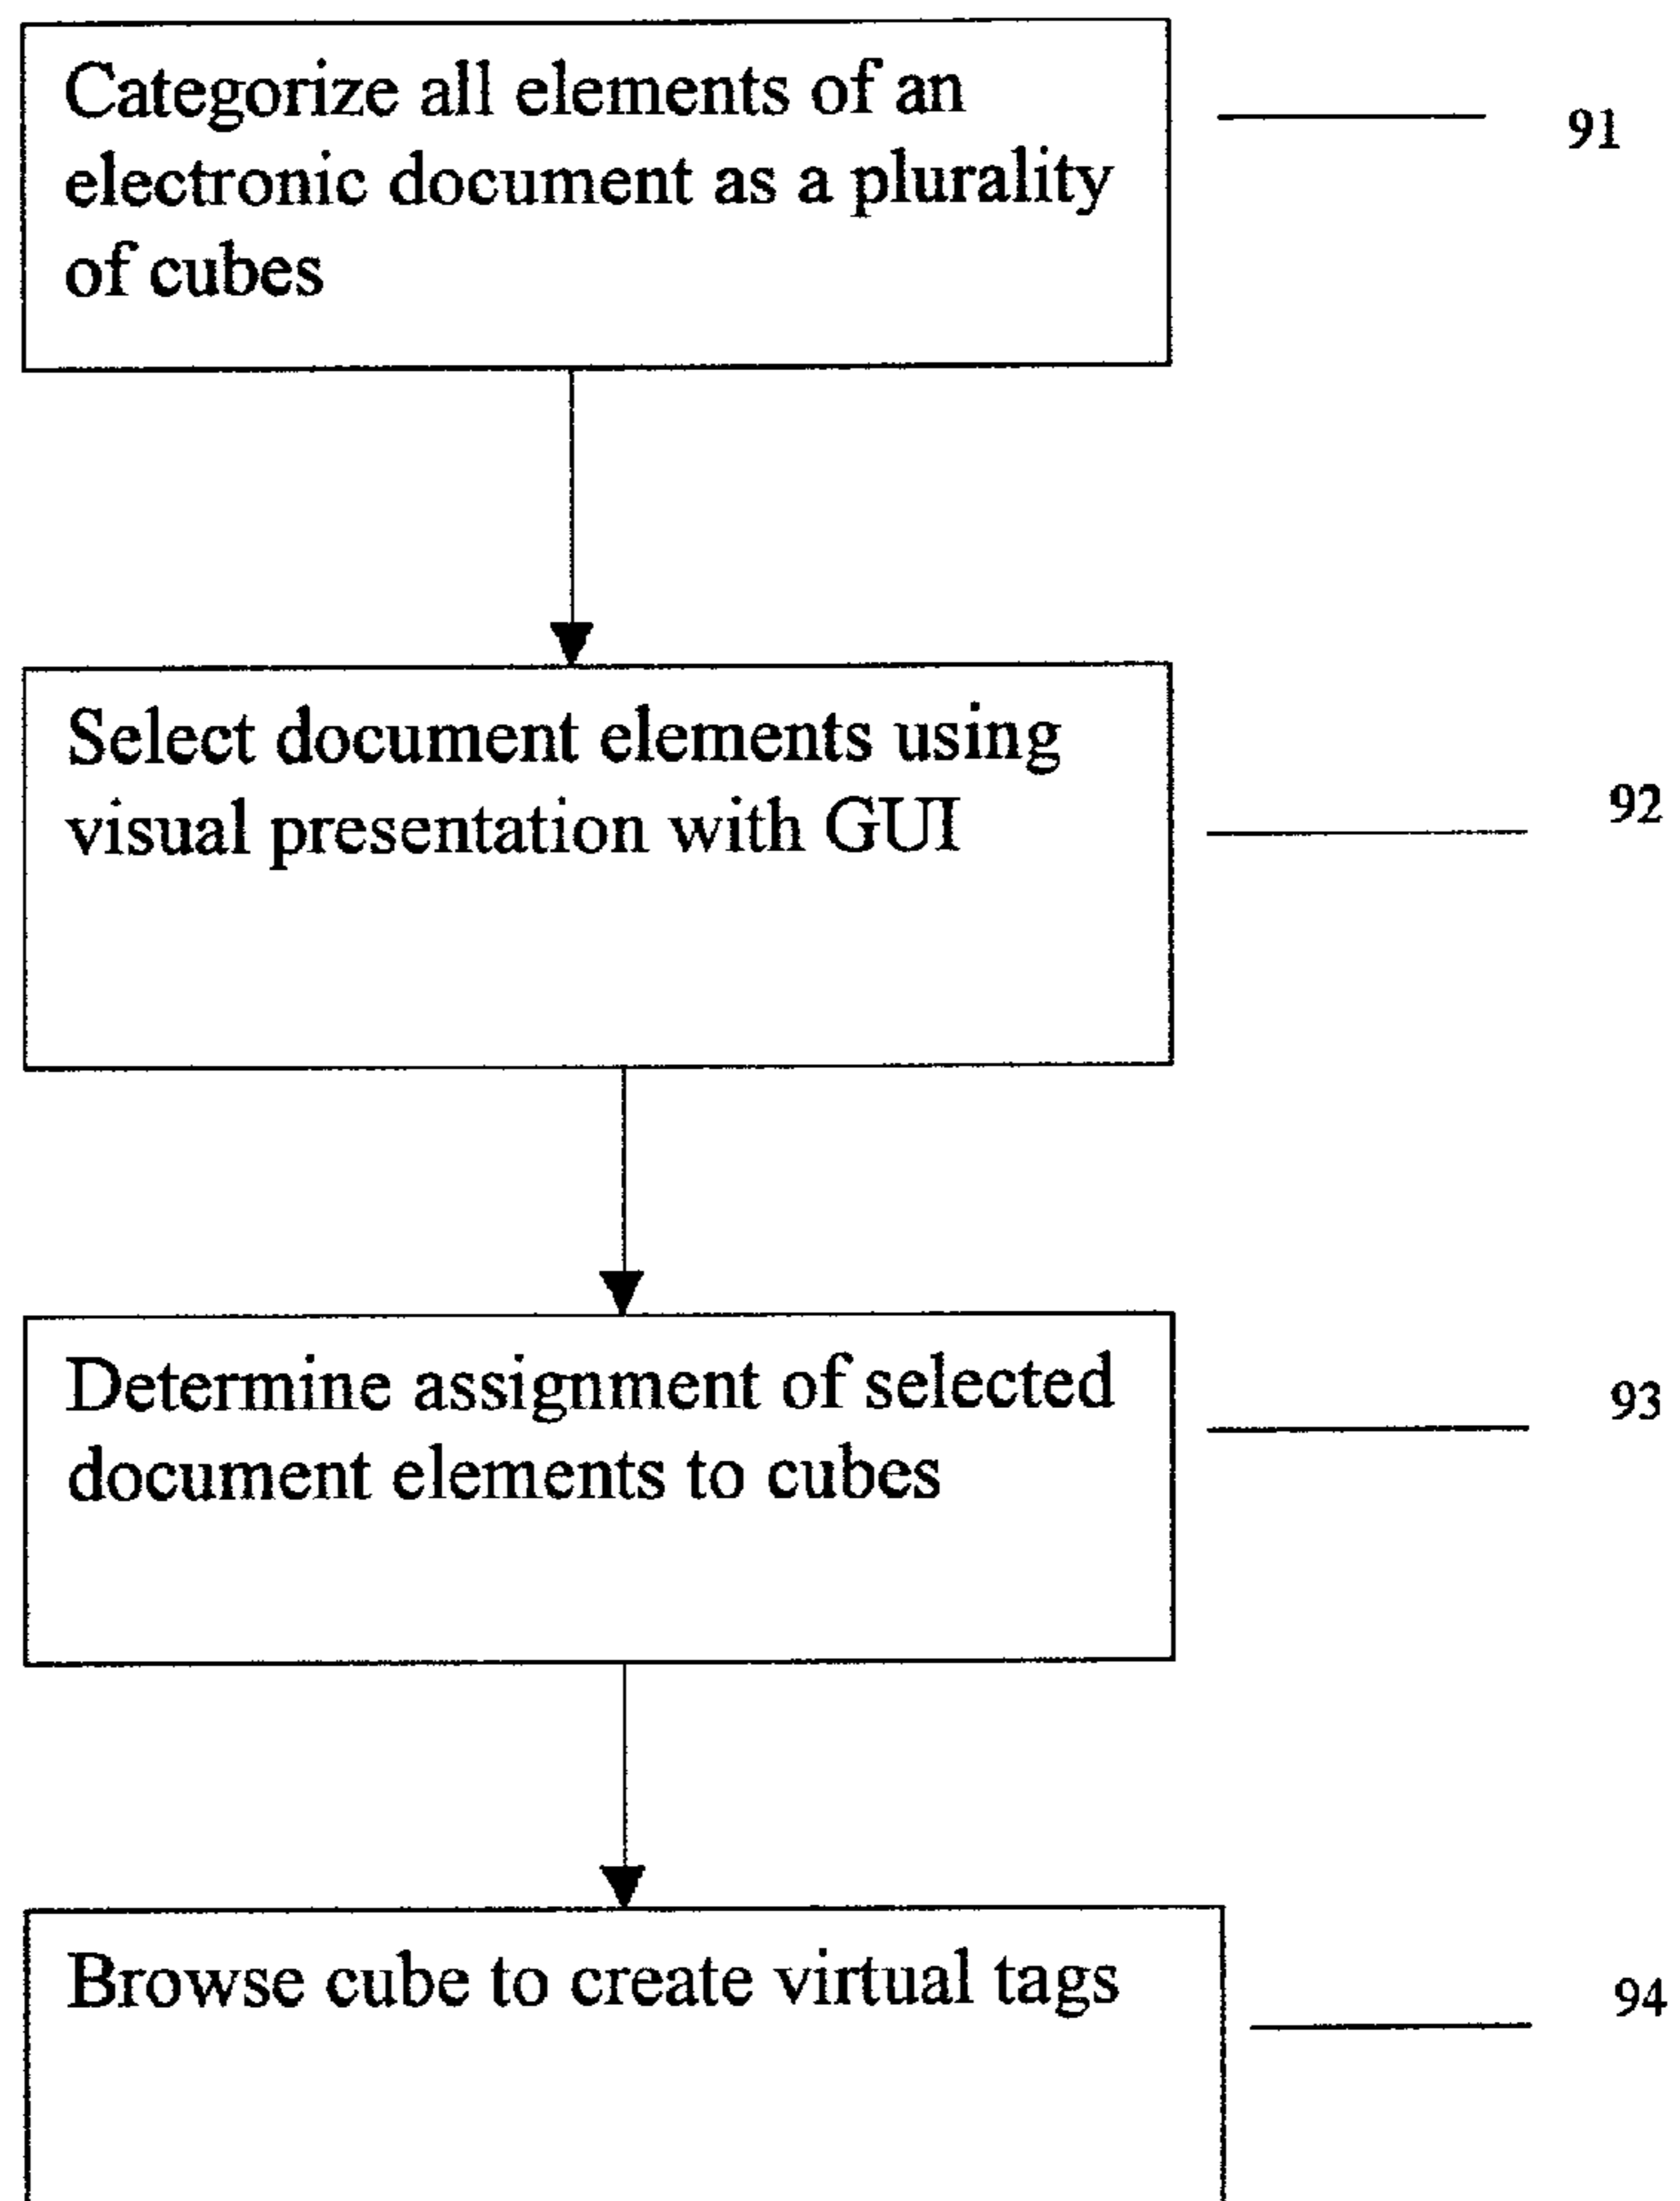 Categorize all elements of an
electronic document as a plurality
of cubes
91
Select document elements using
visual presentation with GUI
92
Determine assignment of selected
document elements to cubes
93
Browse cube to create virtual tags
94